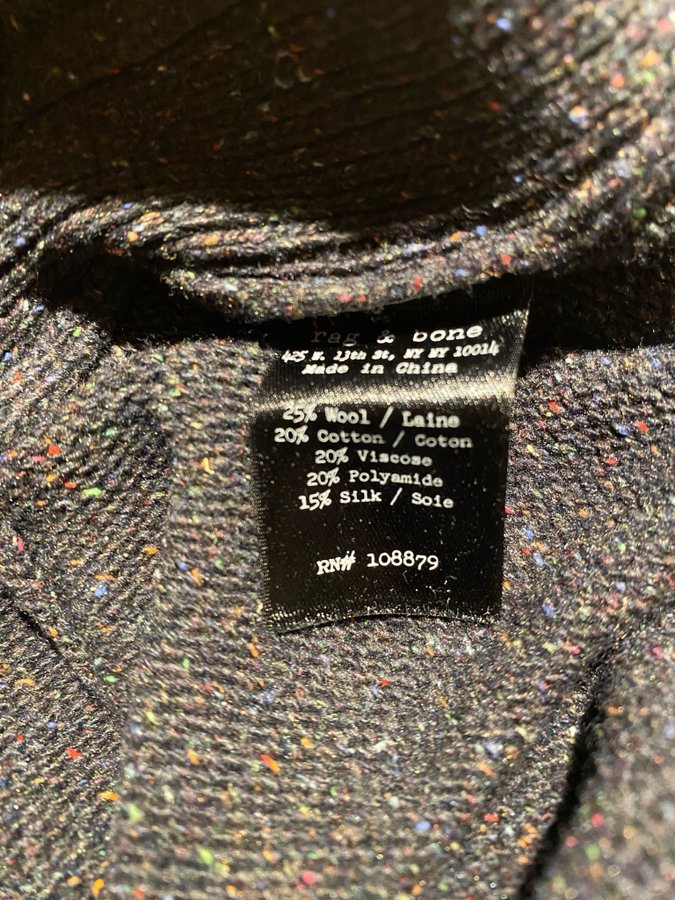 rag & bone
425 W. 13th St, NY NY 10014
Made in China
25% Wool / Laine
20% Cotton / Coton
20% Viscose
20% Polyamide
15% Silk / Soie
RN# 108879